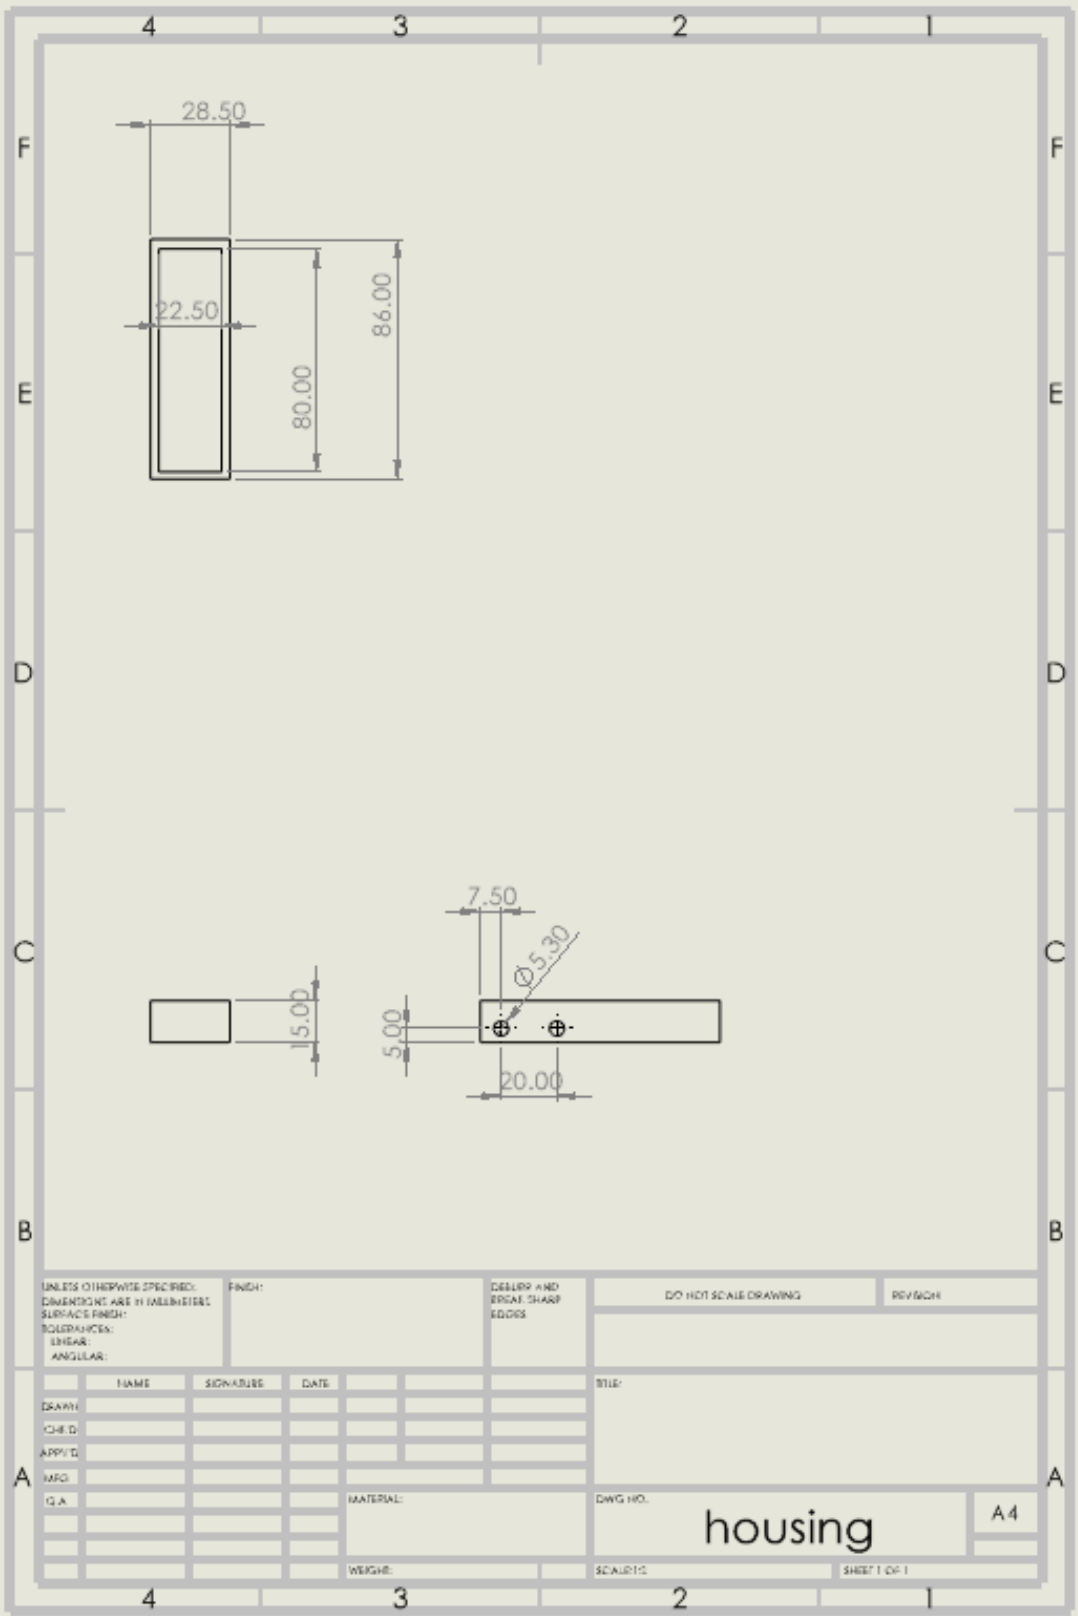 4 3 2 1
28.50
F F
22.50
86.00
80.00
E E
D D
7.50
Ø5.30
C C
15.00
5.00
20.00
B B
UNLESS OTHERWISE SPECIFIED:
DIMENSIONS ARE IN MILLIMETERS
SURFACE FINISH:
TOLERANCES:
LINEAR:
ANGULAR:
FINISH:
DEBURR AND
BREAK SHARP
EDGES
DO NOT SCALE DRAWING
REVISION
NAME SIGNATURE DATE
TITLE:
DRAWN
CHK'D
APPV'D
MFG
Q.A
A A
MATERIAL:
DWG NO.
housing
A4
WEIGHT:
SCALE:1:2
SHEET 1 OF 1
4 3 2 1